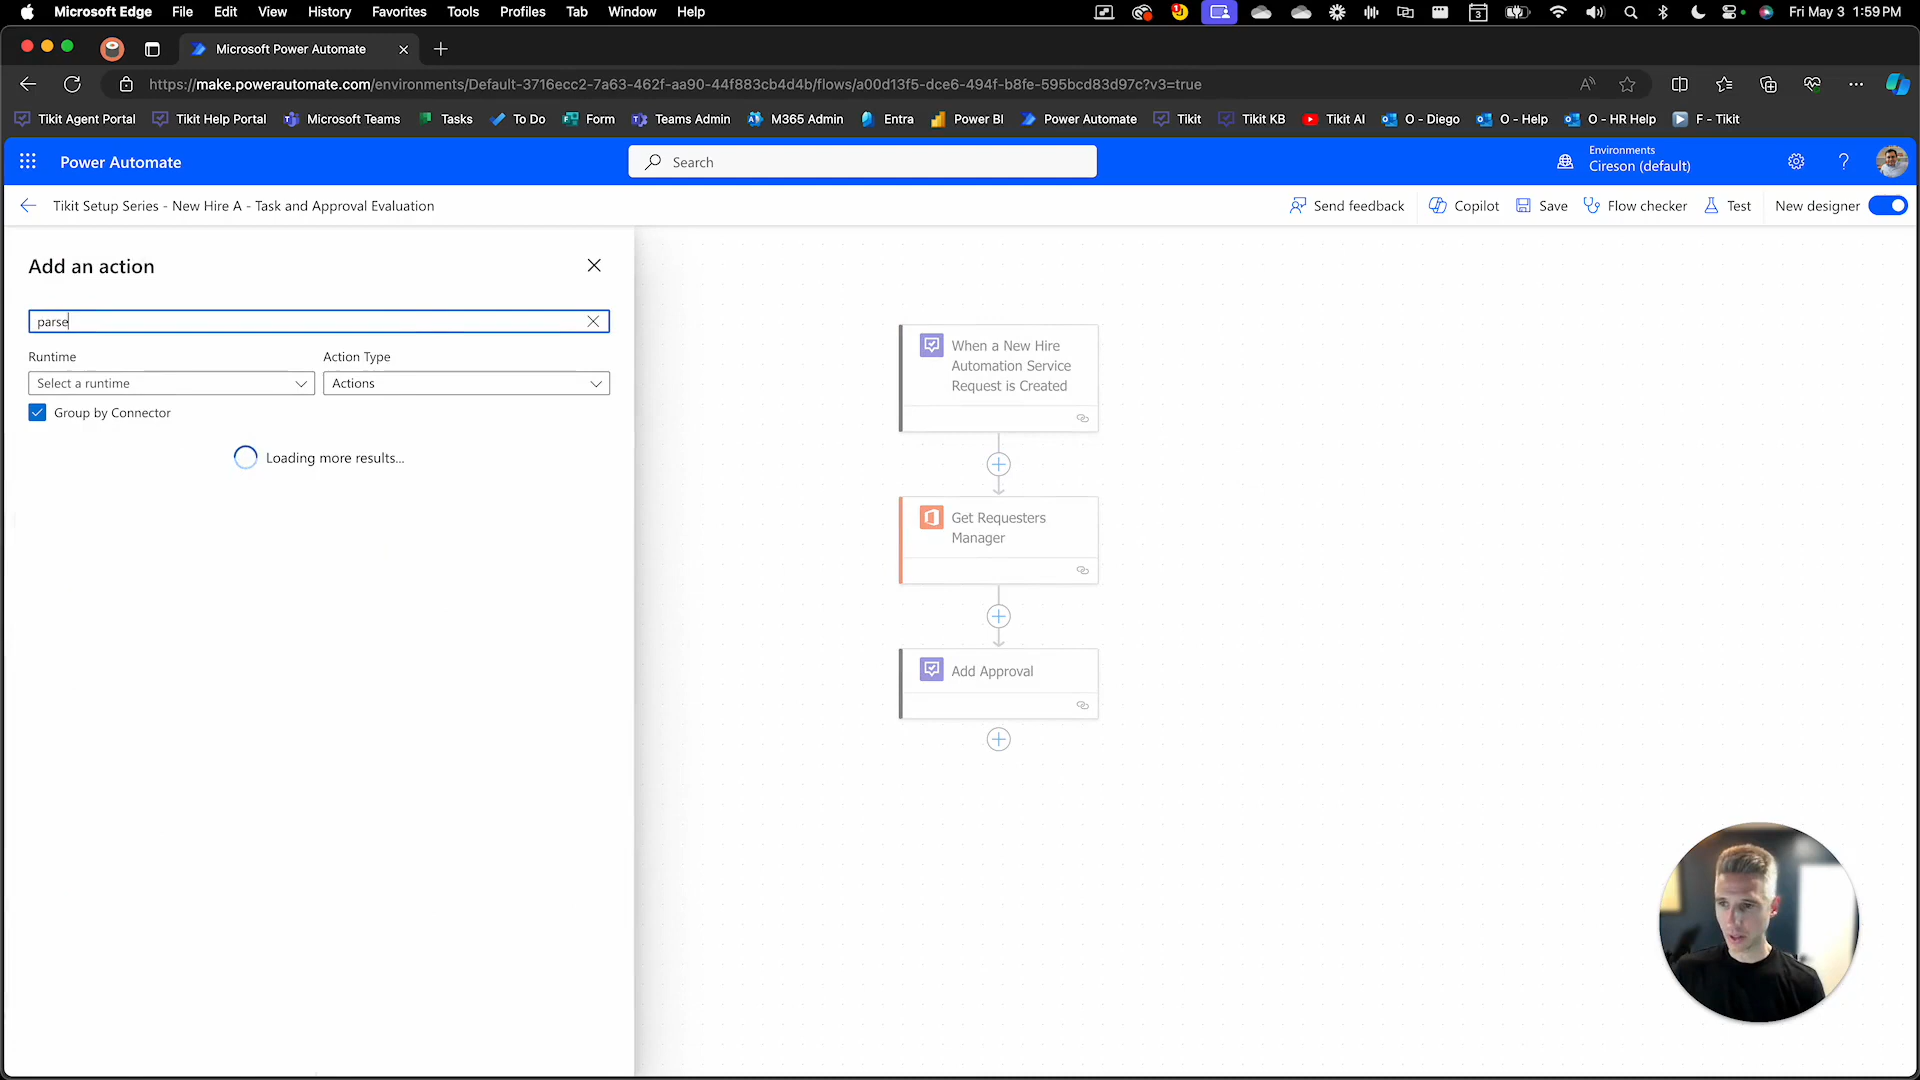 Microsoft Edge File Edit View History Favorites Tools Profiles Tab Window Help 3 Fri May 3 1:59 PM
Microsoft Power Automate
https://make.powerautomate.com/environments/Default-3716ecc2-7a63-462f-aa90-44f883cb4d4b/flows/a00d13f5-dce6-494f-b8fe-595bcd83d97c?v3=true
Tikit Agent Portal Tikit Help Portal Microsoft Teams Tasks To Do Form Teams Admin M365 Admin Entra Power BI Power Automate Tikit Tikit KB Tikit AI O - Diego O - Help O - HR Help F - Tikit
Power Automate
Search
Environments
Cireson (default)
?
Tikit Setup Series - New Hire A - Task and Approval Evaluation
Send feedback Copilot Save Flow checker Test New designer
Add an action
parse
Runtime
Action Type
Select a runtime
Actions
Group by Connector
Loading more results...
When a New Hire
Automation Service
Request is Created
Get Requesters
Manager
Add Approval